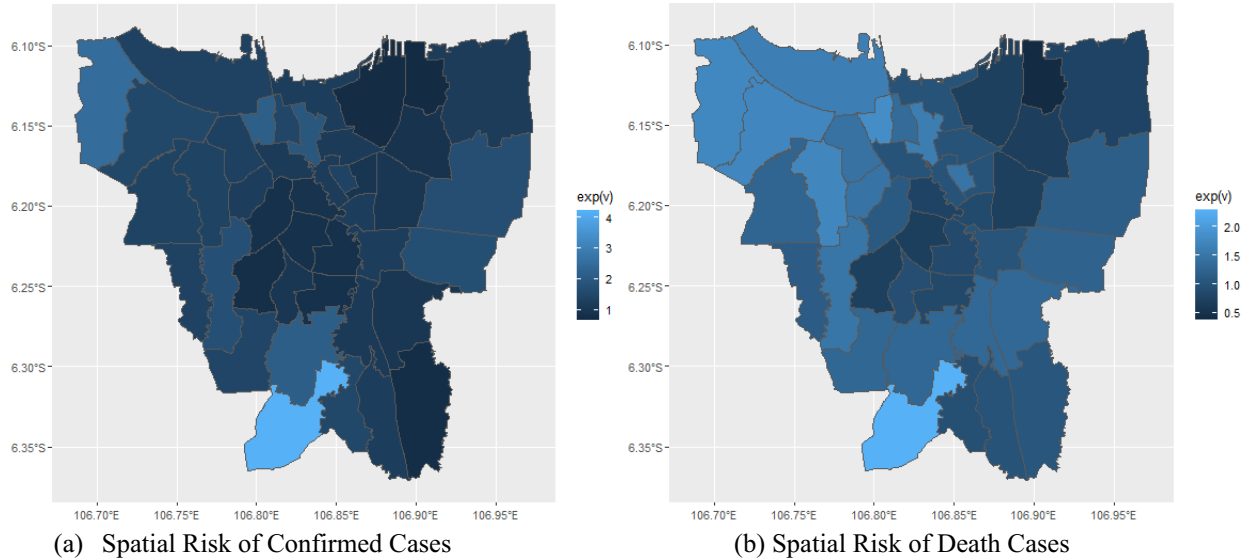 6.10°S
6.15°S
6.20°S
6.25°S
6.30°S
6.35°S
106.70°E 106.75°E 106.80°E 106.85°E 106.90°E 106.95°E
exp(v)
4
3
2
1
(a) Spatial Risk of Confirmed Cases
6.10°S
6.15°S
6.20°S
6.25°S
6.30°S
6.35°S
106.70°E 106.75°E 106.80°E 106.85°E 106.90°E 106.95°E
exp(v)
2.0
1.5
1.0
0.5
(b) Spatial Risk of Death Cases